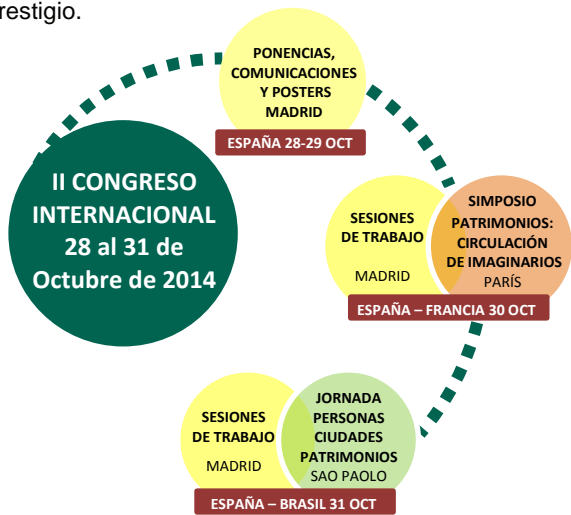 restigio.
PONENCIAS,
COMUNICACIONES
Y POSTERS
MADRID
ESPAÑA 28-29 OCT
II CONGRESO
INTERNACIONAL
28 al 31 de
Octubre de 2014
SESIONES
DE TRABAJO
MADRID
SIMPOSIO
PATRIMONIOS:
CIRCULACIÓN
DE IMAGINARIOS
PARÍS
ESPAÑA – FRANCIA 30 OCT
SESIONES
DE TRABAJO
MADRID
JORNADA
PERSONAS
CIUDADES
PATRIMONIOS
SAO PAOLO
ESPAÑA – BRASIL 31 OCT